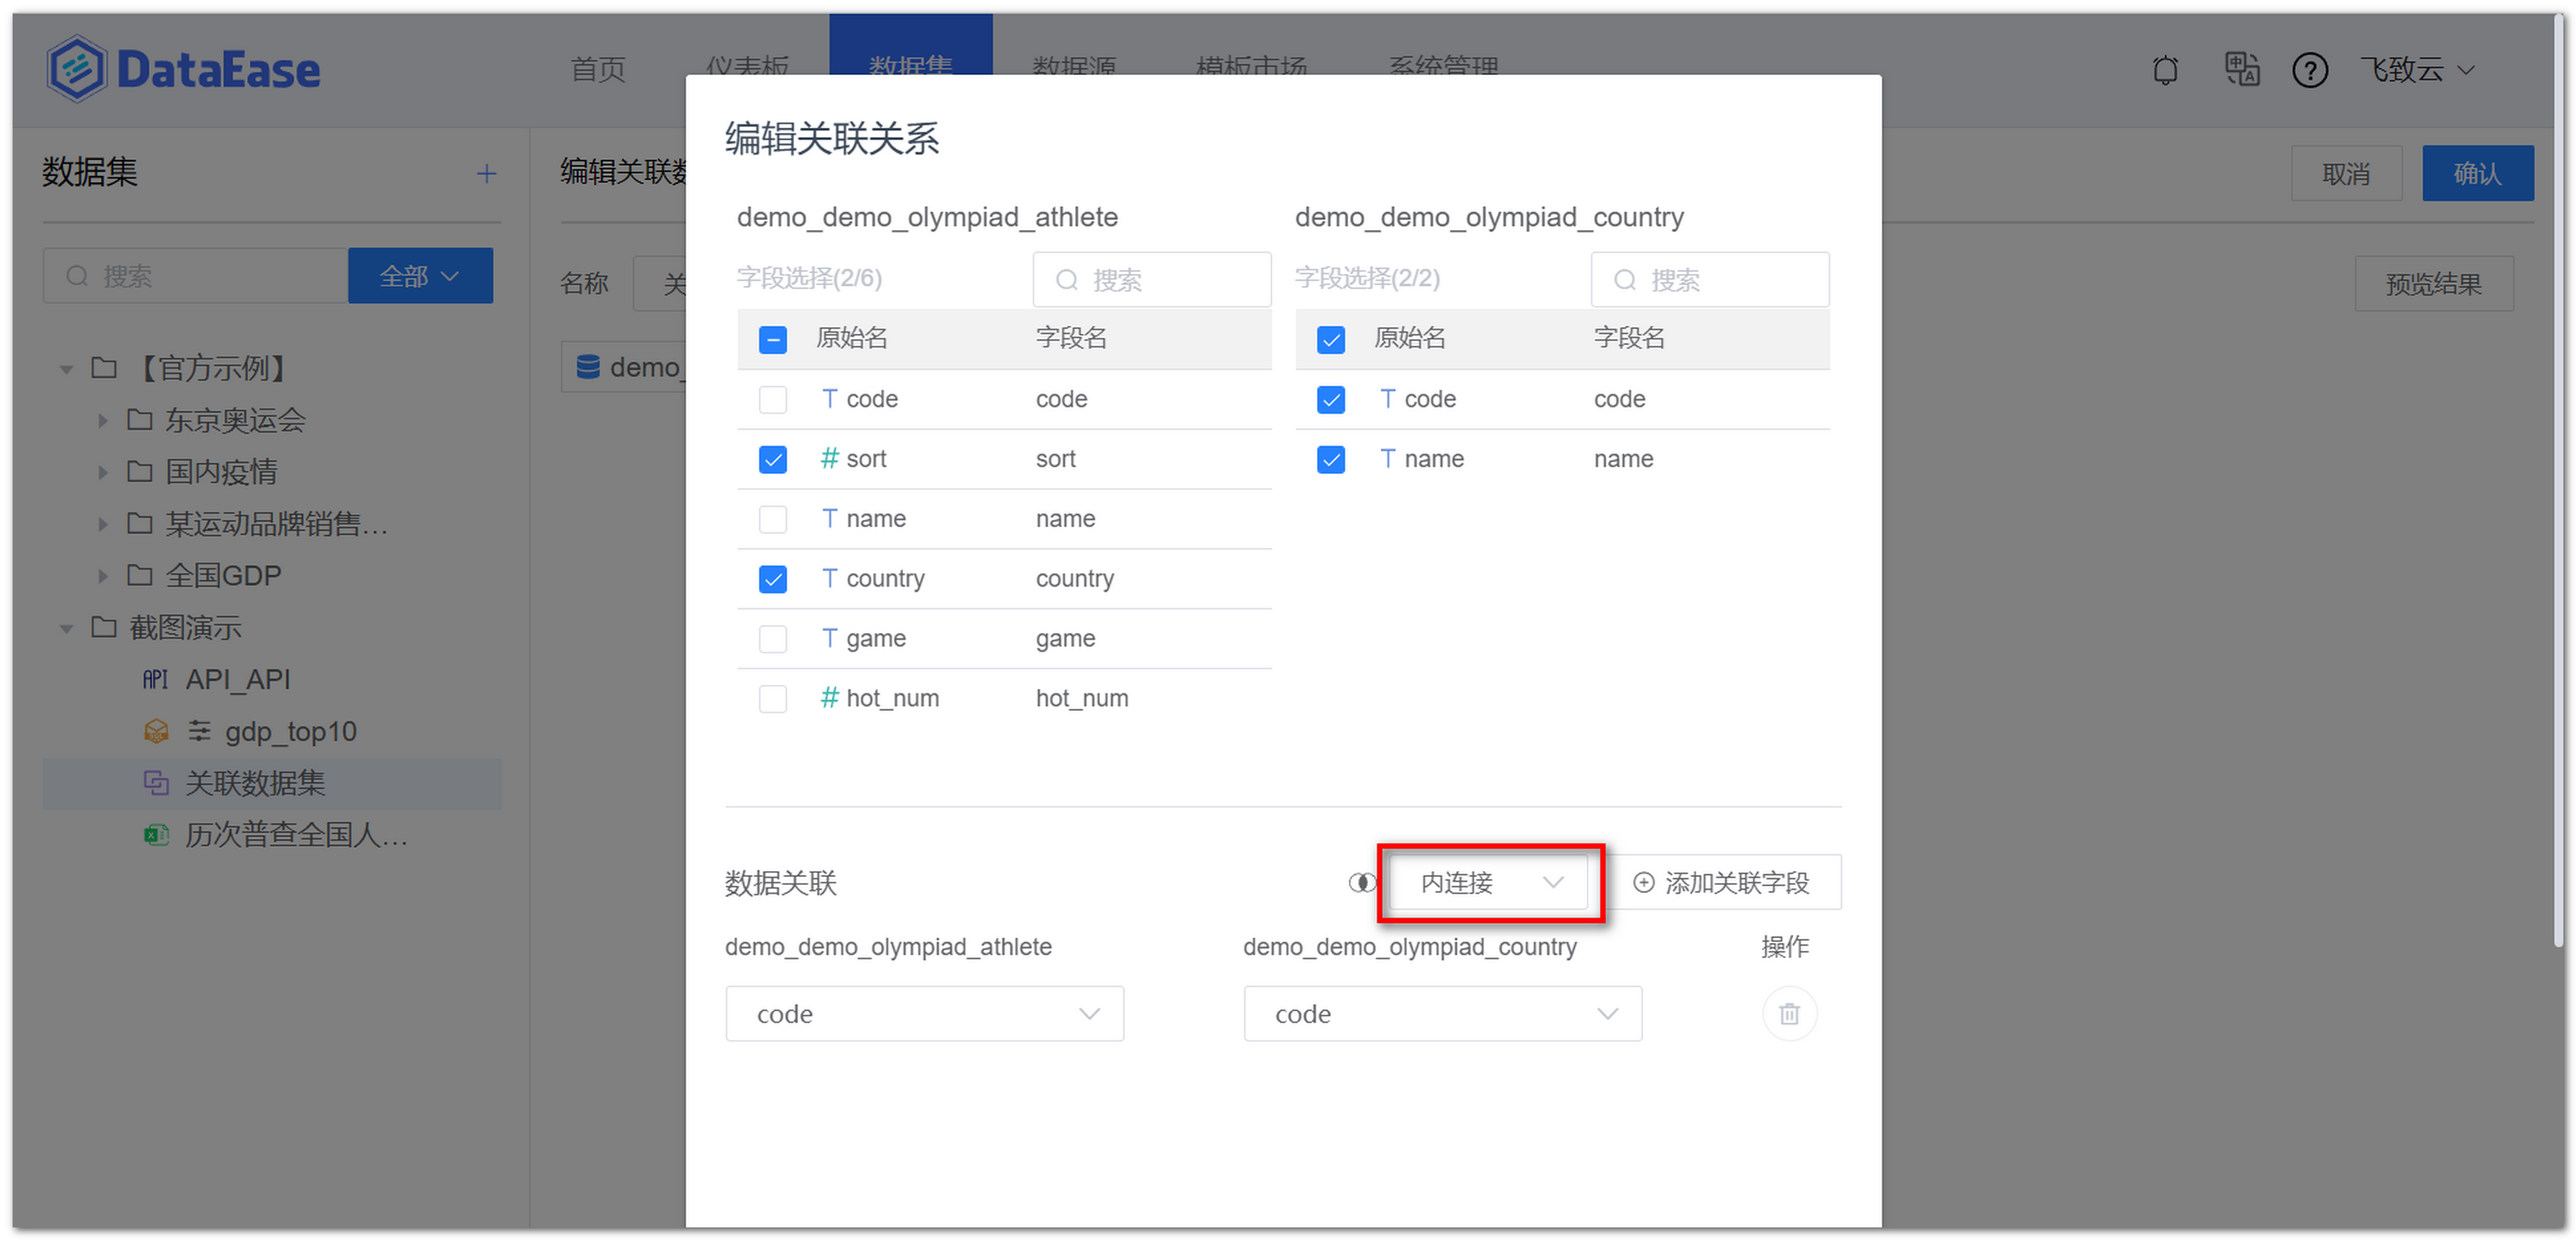 DataEase
首页 仪表板 数据集 数据源 模板市场 系统管理
飞致云
数据集
搜索 全部
【官方示例】
东京奥运会
国内疫情
某运动品牌销售...
全国GDP
截图演示
API API_API
gdp_top10
关联数据集
历次普查全国人...
编辑关联数
取消 确认
名称 关
预览结果
demo_
编辑关联关系
demo_demo_olympiad_athlete demo_demo_olympiad_country
字段选择(2/6) 搜索 字段选择(2/2) 搜索
原始名 字段名 原始名 字段名
T code code T code code
# sort sort T name name
T name name
T country country
T game game
# hot_num hot_num
数据关联 内连接 添加关联字段
demo_demo_olympiad_athlete demo_demo_olympiad_country 操作
code code